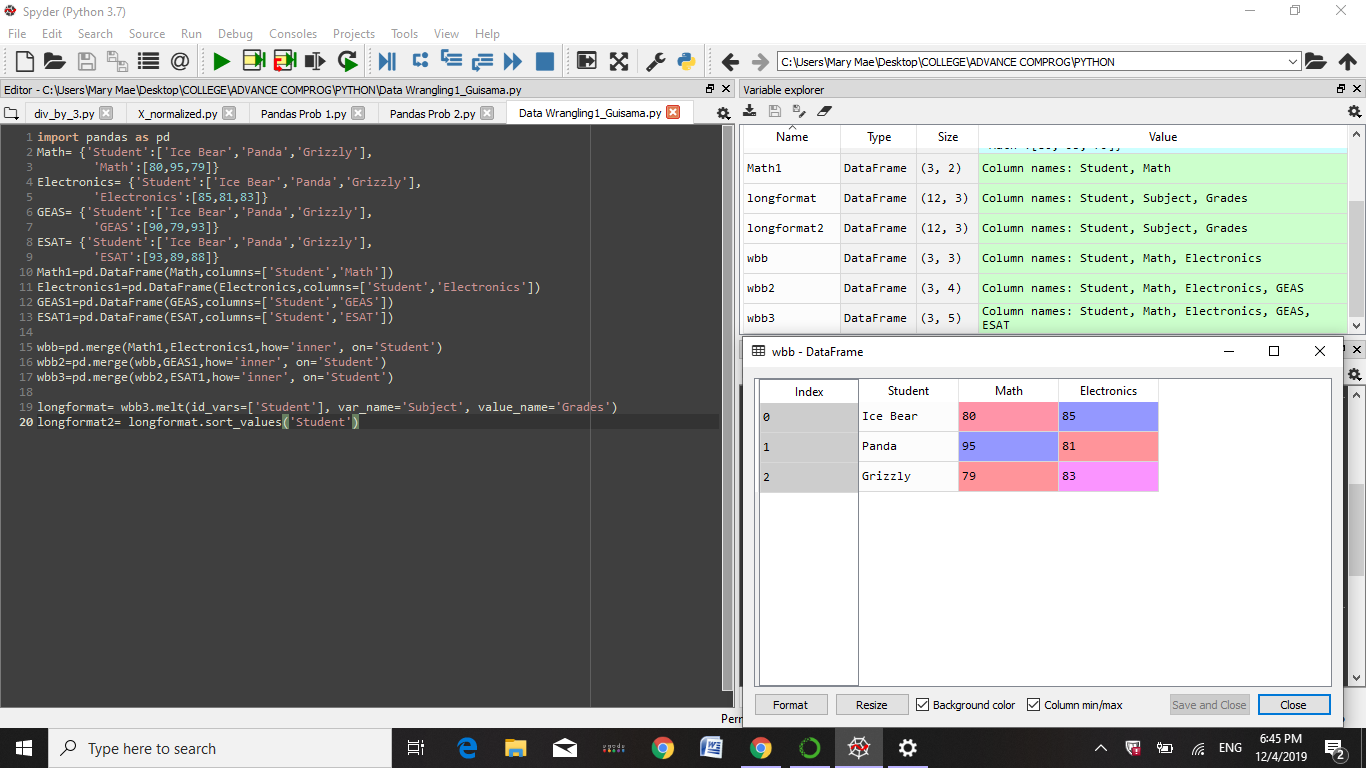 Spyder (Python 3.7)
File Edit Search Source Run Debug Consoles Projects Tools View Help
C:\Users\Mary Mae\Desktop\COLLEGE\ADVANCE COMPROG\PYTHON
Editor - C:\Users\Mary Mae\Desktop\COLLEGE\ADVANCE COMPROG\PYTHON\Data Wrangling1_Guisama.py
div_by_3.py X_normalized.py Pandas Prob 1.py Pandas Prob 2.py Data Wrangling1_Guisama.py
1 import pandas as pd
2 Math= {'Student':['Ice Bear','Panda','Grizzly'],
3 'Math':[80,95,79]}
4 Electronics= {'Student':['Ice Bear','Panda','Grizzly'],
5 'Electronics':[85,81,83]}
6 GEAS= {'Student':['Ice Bear','Panda','Grizzly'],
7 'GEAS':[90,79,93]}
8 ESAT= {'Student':['Ice Bear','Panda','Grizzly'],
9 'ESAT':[93,89,88]}
10 Math1=pd.DataFrame(Math,columns=['Student','Math'])
11 Electronics1=pd.DataFrame(Electronics,columns=['Student','Electronics'])
12 GEAS1=pd.DataFrame(GEAS,columns=['Student','GEAS'])
13 ESAT1=pd.DataFrame(ESAT,columns=['Student','ESAT'])
14
15 wbb=pd.merge(Math1,Electronics1,how='inner', on='Student')
16 wbb2=pd.merge(wbb,GEAS1,how='inner', on='Student')
17 wbb3=pd.merge(wbb2,ESAT1,how='inner', on='Student')
18
19 longformat= wbb3.melt(id_vars=['Student'], var_name='Subject', value_name='Grades')
20 longformat2= longformat.sort_values('Student')
Variable explorer
Name Type Size Value
Math1 DataFrame (3, 2) Column names: Student, Math
longformat DataFrame (12, 3) Column names: Student, Subject, Grades
longformat2 DataFrame (12, 3) Column names: Student, Subject, Grades
wbb DataFrame (3, 3) Column names: Student, Math, Electronics
wbb2 DataFrame (3, 4) Column names: Student, Math, Electronics, GEAS
wbb3 DataFrame (3, 5) Column names: Student, Math, Electronics, GEAS,
ESAT
wbb - DataFrame
Index Student Math Electronics
0 Ice Bear 80 85
1 Panda 95 81
2 Grizzly 79 83
Format Resize Background color Column min/max Save and Close Close
Type here to search
ENG
6:45 PM
12/4/2019
2